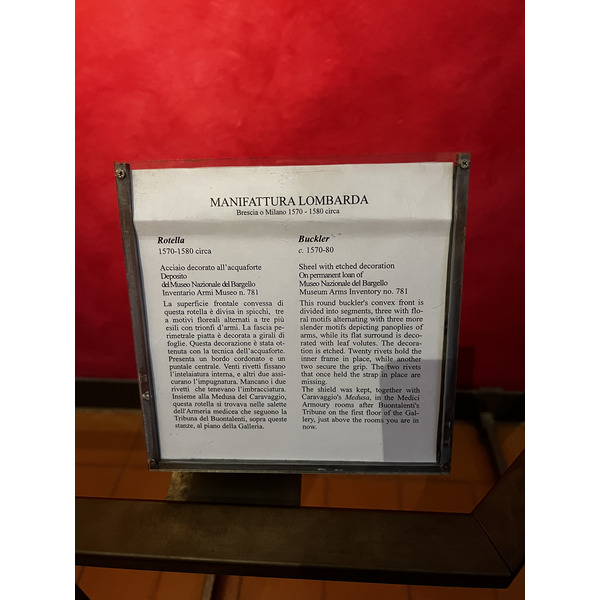 MANIFATTURA LOMBARDA
Brescia o Milano 1570 - 1580 circa
Rotella
1570-1580 circa
Acciaio decorato all'acquaforte
Deposito
del Museo Nazionale del Bargello
Inventario Armi Museo n. 781
La superficie frontale convessa di
questa rotella è divisa in spicchi, tre
a motivi floreali alternati a tre più
esili con trionfi d'armi. La fascia pe-
rimetrale piatta è decorata a girali di
foglie. Questa decorazione è stata ot-
tenuta con la tecnica dell'acquaforte.
Presenta un bordo cordonato e un
puntale centrale. Venti rivetti fissano
l'intelaiatura interna, e altri due assi-
curano l'impugnatura. Mancano i due
rivetti che tenevano l'imbracciatura.
Insieme alla Medusa del Caravaggio,
questa rotella si trovava nelle salette
dell'Armeria medicea che seguono la
Tribuna del Buontalenti, sopra queste
stanze, al piano della Galleria.
Buckler
c. 1570-80
Sheel with etched decoration
On permanent loan of
Museo Nazionale del Bargello
Museum Arms Inventory no. 781
This round buckler's convex front is
divided into segments, three with flo-
ral motifs alternating with three more
slender motifs depicting panoplies of
arms, while its flat surround is deco-
rated with leaf volutes. The decora-
tion is etched. Twenty rivets hold the
inner frame in place, while another
two secure the grip. The two rivets
that once held the strap in place are
missing.
The shield was kept, together with
Caravaggio's Medusa, in the Medici
Armoury rooms after Buontalenti's
Tribune on the first floor of the Gal-
lery, just above the rooms you are in
now.